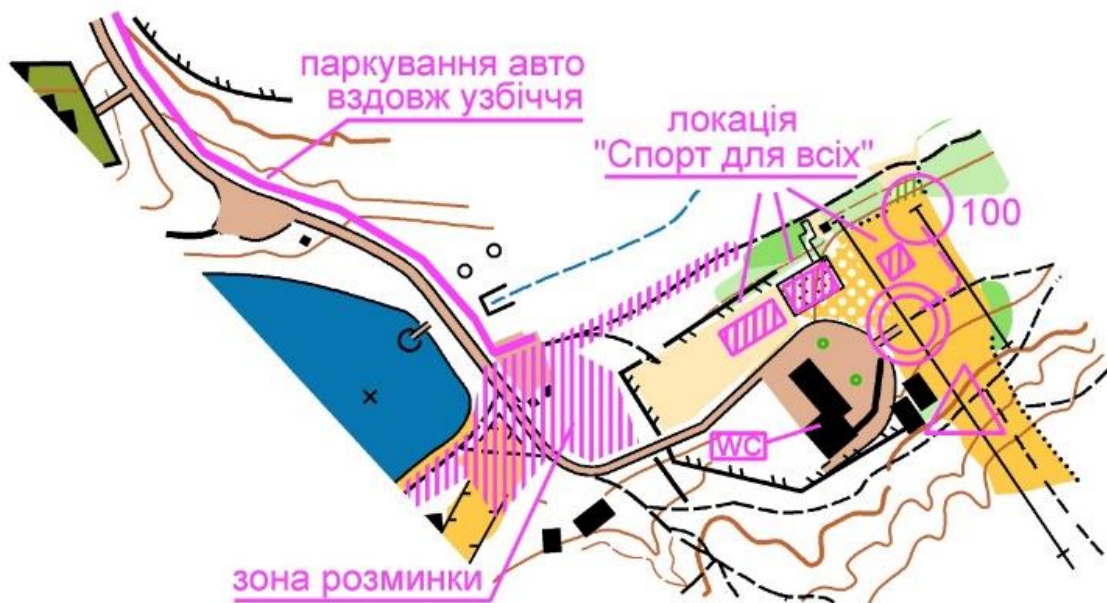 паркування авто
вздовж узбіччя
локація
"Спорт для всіх"
100
WC
зона розминки